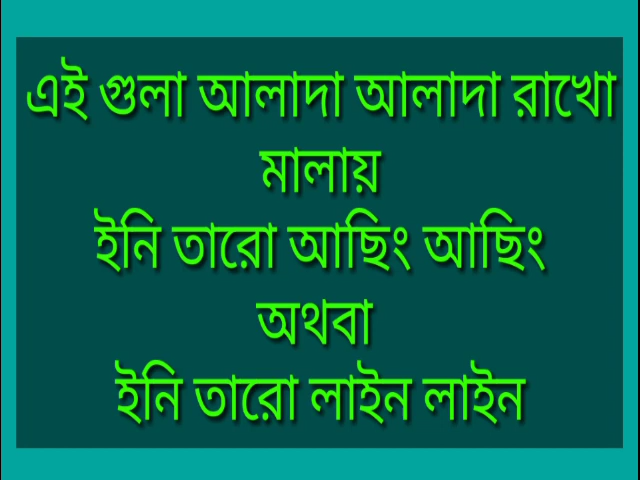 এই গুলা আলাদা আলাদা রাখো
মালায়
ইনি তারো আছিং আছিং
অথবা
ইনি তারো লাইন লাইন